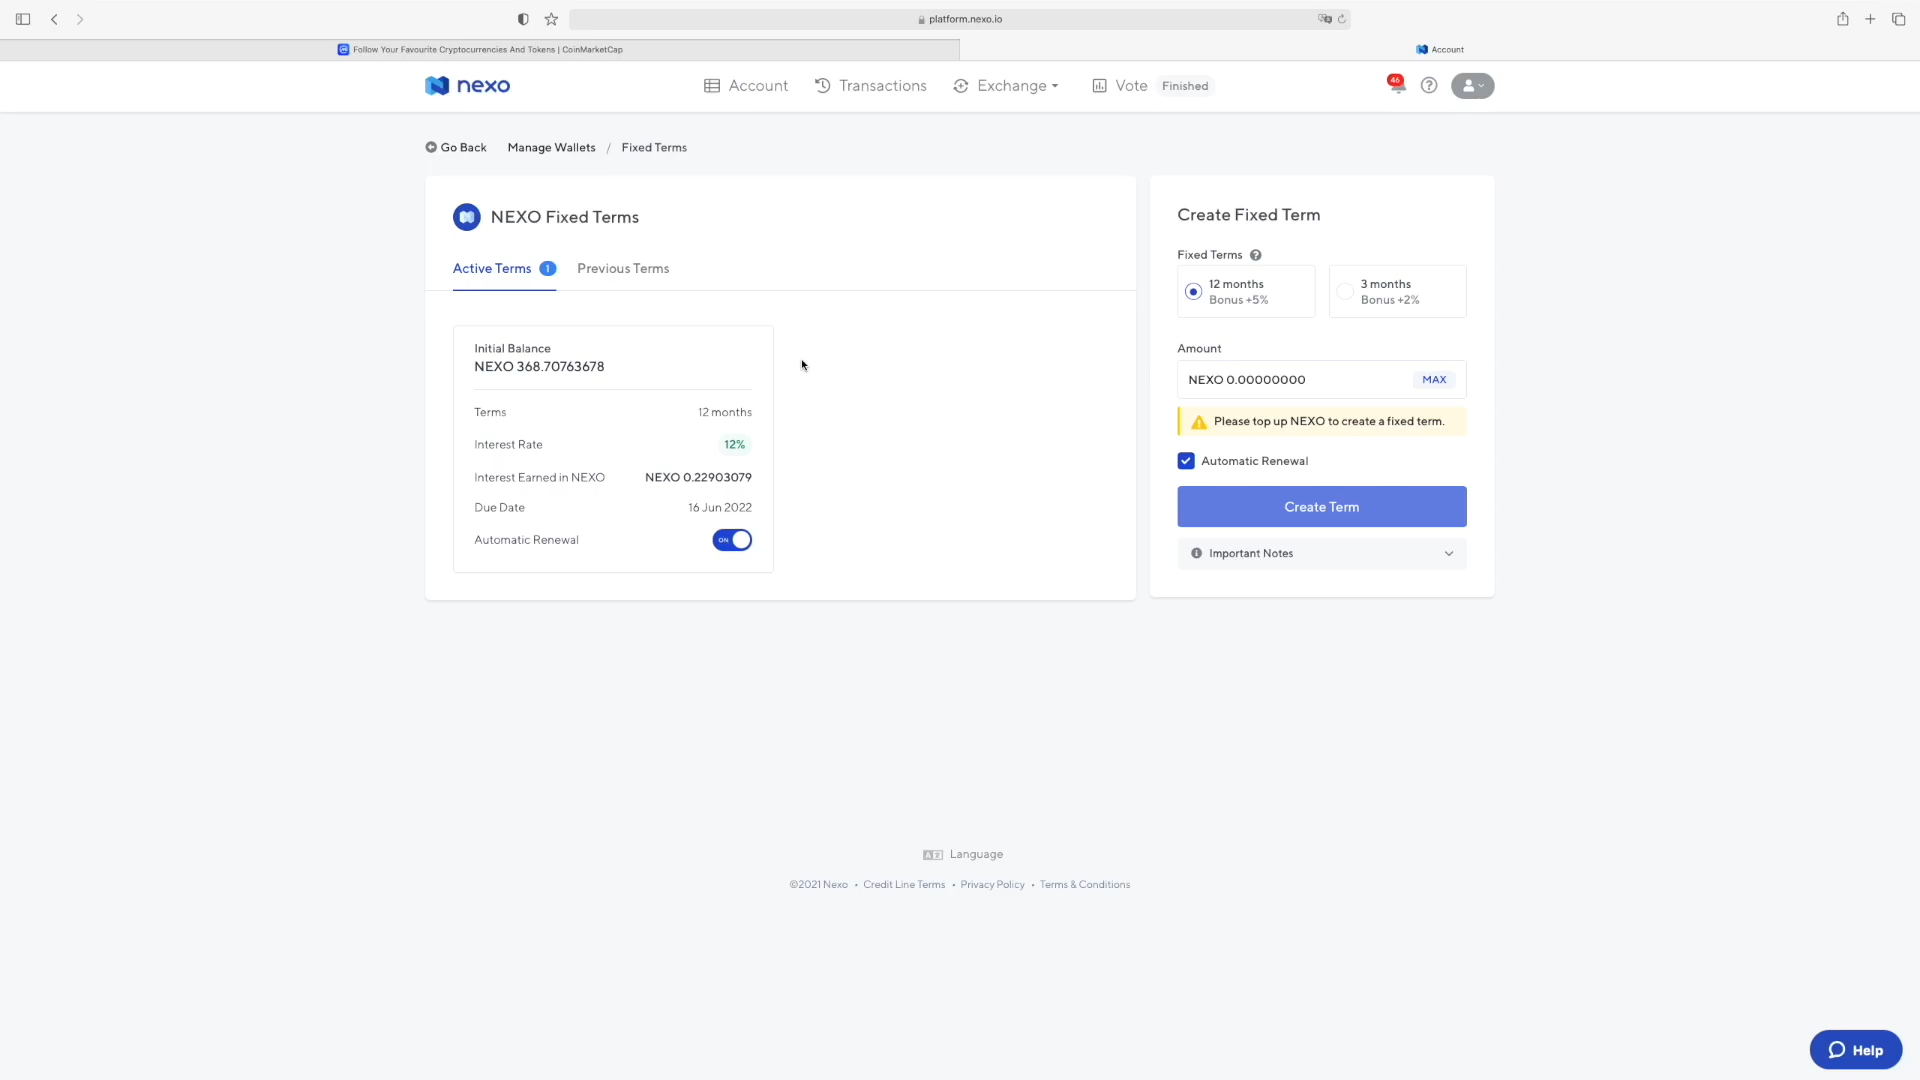 platform.nexo.io
Follow Your Favourite Cryptocurrencies And Tokens | CoinMarketCap
Account
nexo
Account
Transactions
Exchange
Vote
Finished
46
Go Back
Manage Wallets / Fixed Terms
NEXO Fixed Terms
Active Terms 1
Previous Terms
Initial Balance
NEXO 368.70763678
Terms 12 months
Interest Rate 12%
Interest Earned in NEXO NEXO 0.22903079
Due Date 16 Jun 2022
Automatic Renewal ON
Create Fixed Term
Fixed Terms ?
12 months
Bonus +5%
3 months
Bonus +2%
Amount
NEXO 0.00000000 MAX
Please top up NEXO to create a fixed term.
Automatic Renewal
Create Term
Important Notes
Language
©2021 Nexo • Credit Line Terms • Privacy Policy • Terms & Conditions
Help